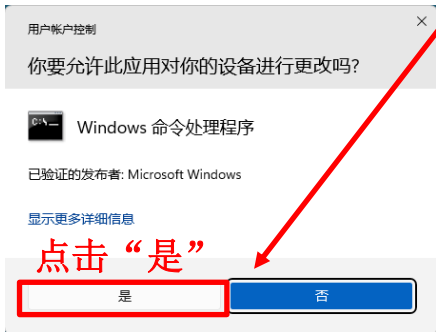 用户帐户控制
你要允许此应用对你的设备进行更改吗?
C:\_
Windows 命令处理程序
已验证的发布者: Microsoft Windows
显示更多详细信息
点击“是”
是
否